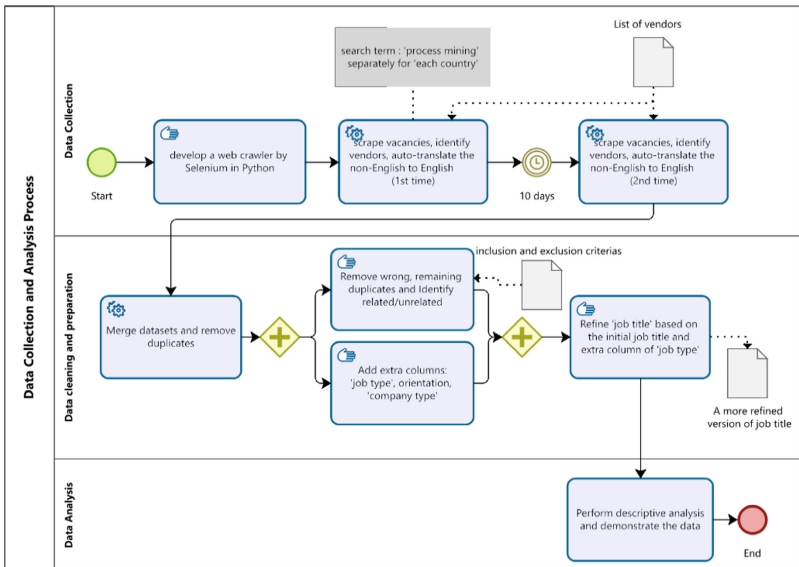 Data Collection and Analysis Process
Data Collection
search term : 'process mining'
separately for 'each country'
List of vendors
develop a web crawler by
Selenium in Python
scrape vacancies, identify
vendors, auto-translate the
non-English to English
(1st time)
scrape vacancies, identify
vendors, auto-translate the
non-English to English
(2nd time)
Start
10 days
Data cleaning and preparation
inclusion and exclusion criterias
Remove wrong, remaining
duplicates and Identify
related/unrelated
Merge datasets and remove
duplicates
Refine 'job title' based on
the initial job title and
extra column of 'job type'
Add extra columns:
'job type', orientation,
'company type'
A more refined
version of job title
Data Analysis
Perform descriptive analysis
and demonstrate the data
End